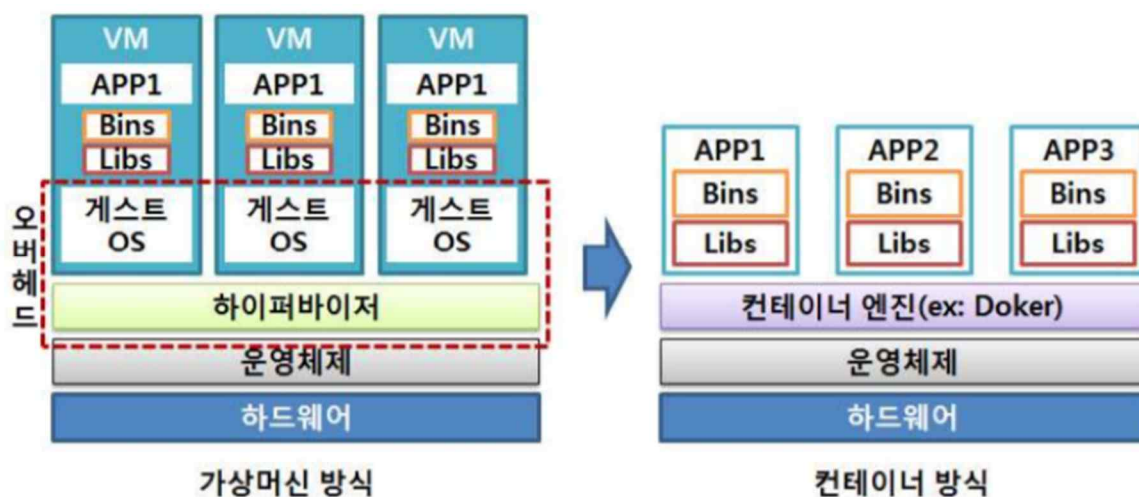 VM VM VM
APP1 APP1 APP1
Bins Bins Bins
Libs Libs Libs
게스트 게스트 게스트
OS OS OS
오버헤드
하이퍼바이저
운영체제
하드웨어
가상머신 방식
APP1 APP2 APP3
Bins Bins Bins
Libs Libs Libs
컨테이너 엔진(ex: Doker)
운영체제
하드웨어
컨테이너 방식